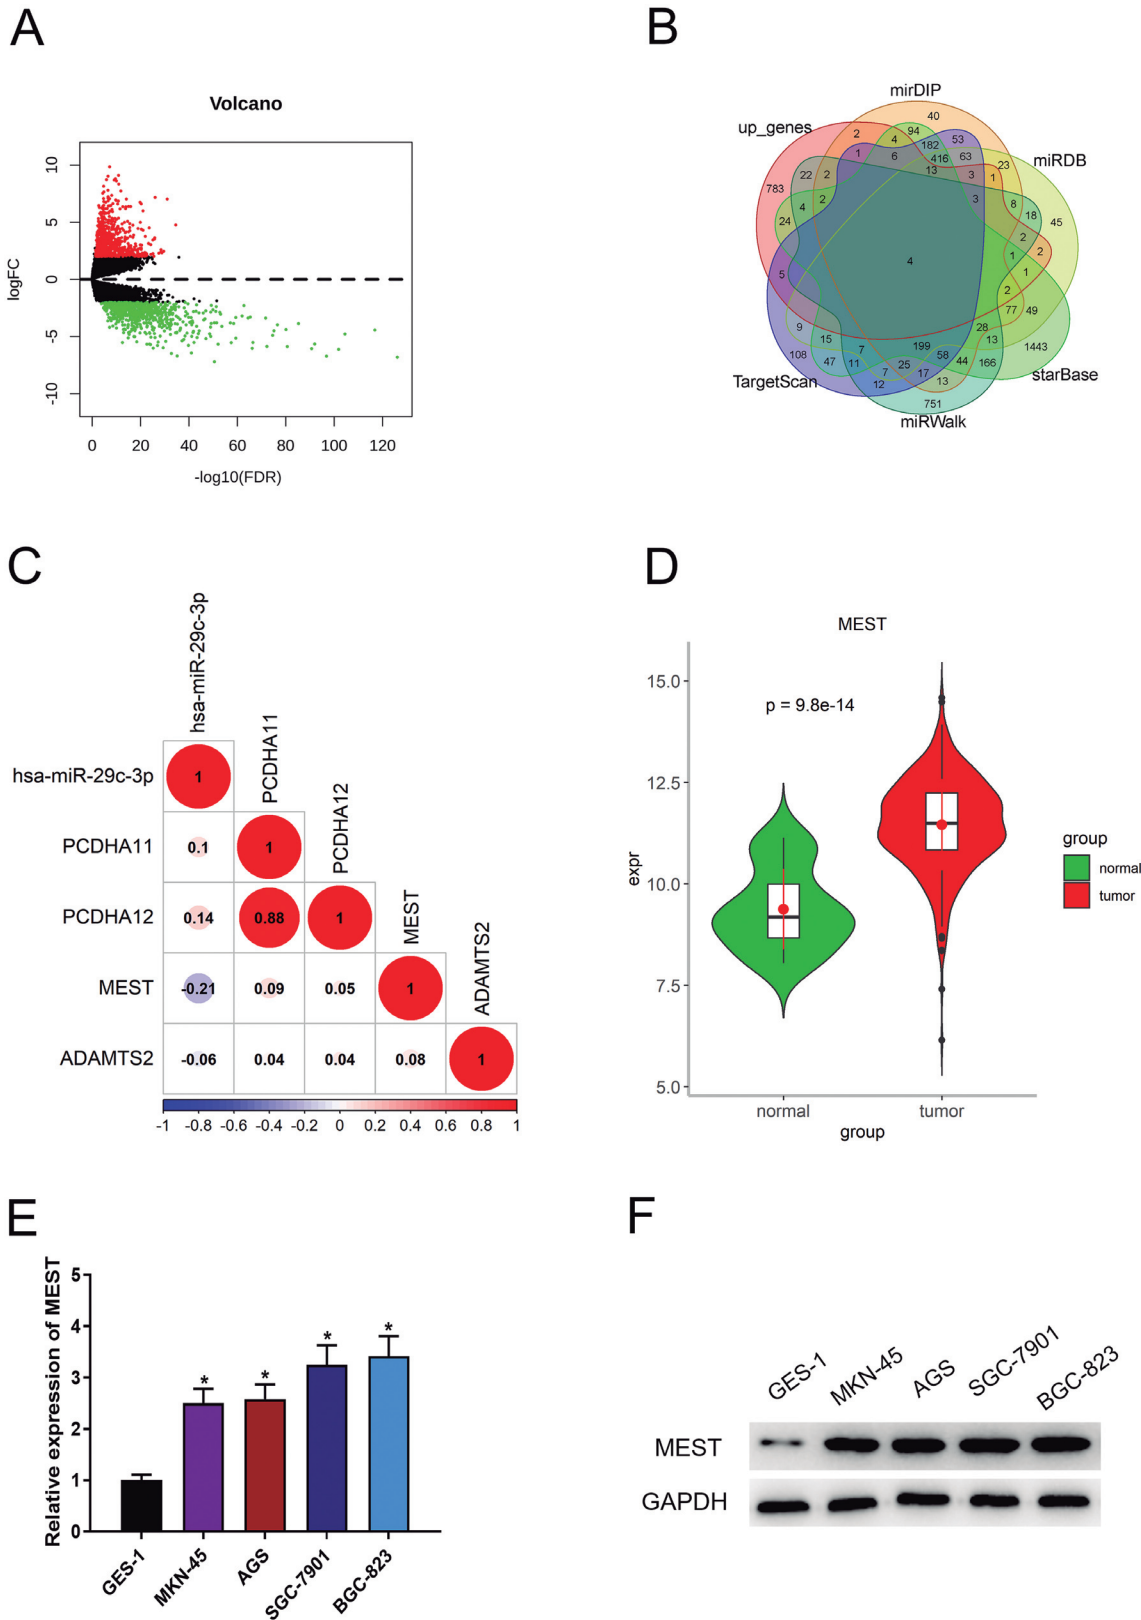 A
Volcano
10
5
0
-5
-10
logFC
0 20 40 60 80 100 120
-log10(FDR)
B
mirDIP
up_genes
miRDB
TargetScan
starBase
miRWalk
40
2 4 94 182 53
1 6 416 63 23
13 3 1
783 22 2 2 3 8 18 45
24 4 2 2
1 1
5 4 2
77 49
9 28 13 1443
108 15 7 199 58 44 166
47 11 7 25 17 13
12
751
C
hsa-miR-29c-3p
PCDHA11
PCDHA12
MEST
ADAMTS2
hsa-miR-29c-3p 1
PCDHA11 0.1 1
PCDHA12 0.14 0.88 1
MEST -0.21 0.09 0.05 1
ADAMTS2 -0.06 0.04 0.04 0.08 1
-1 -0.8 -0.6 -0.4 -0.2 0 0.2 0.4 0.6 0.8 1
D
MEST
p = 9.8e-14
15.0
12.5
10.0
7.5
5.0
expr
normal tumor
group
group
normal
tumor
E
Relative expression of MEST
5
4
3
2
1
0
* * * *
GES-1
MKN-45
AGS
SGC-7901
BGC-823
F
GES-1
MKN-45
AGS
SGC-7901
BGC-823
MEST
GAPDH